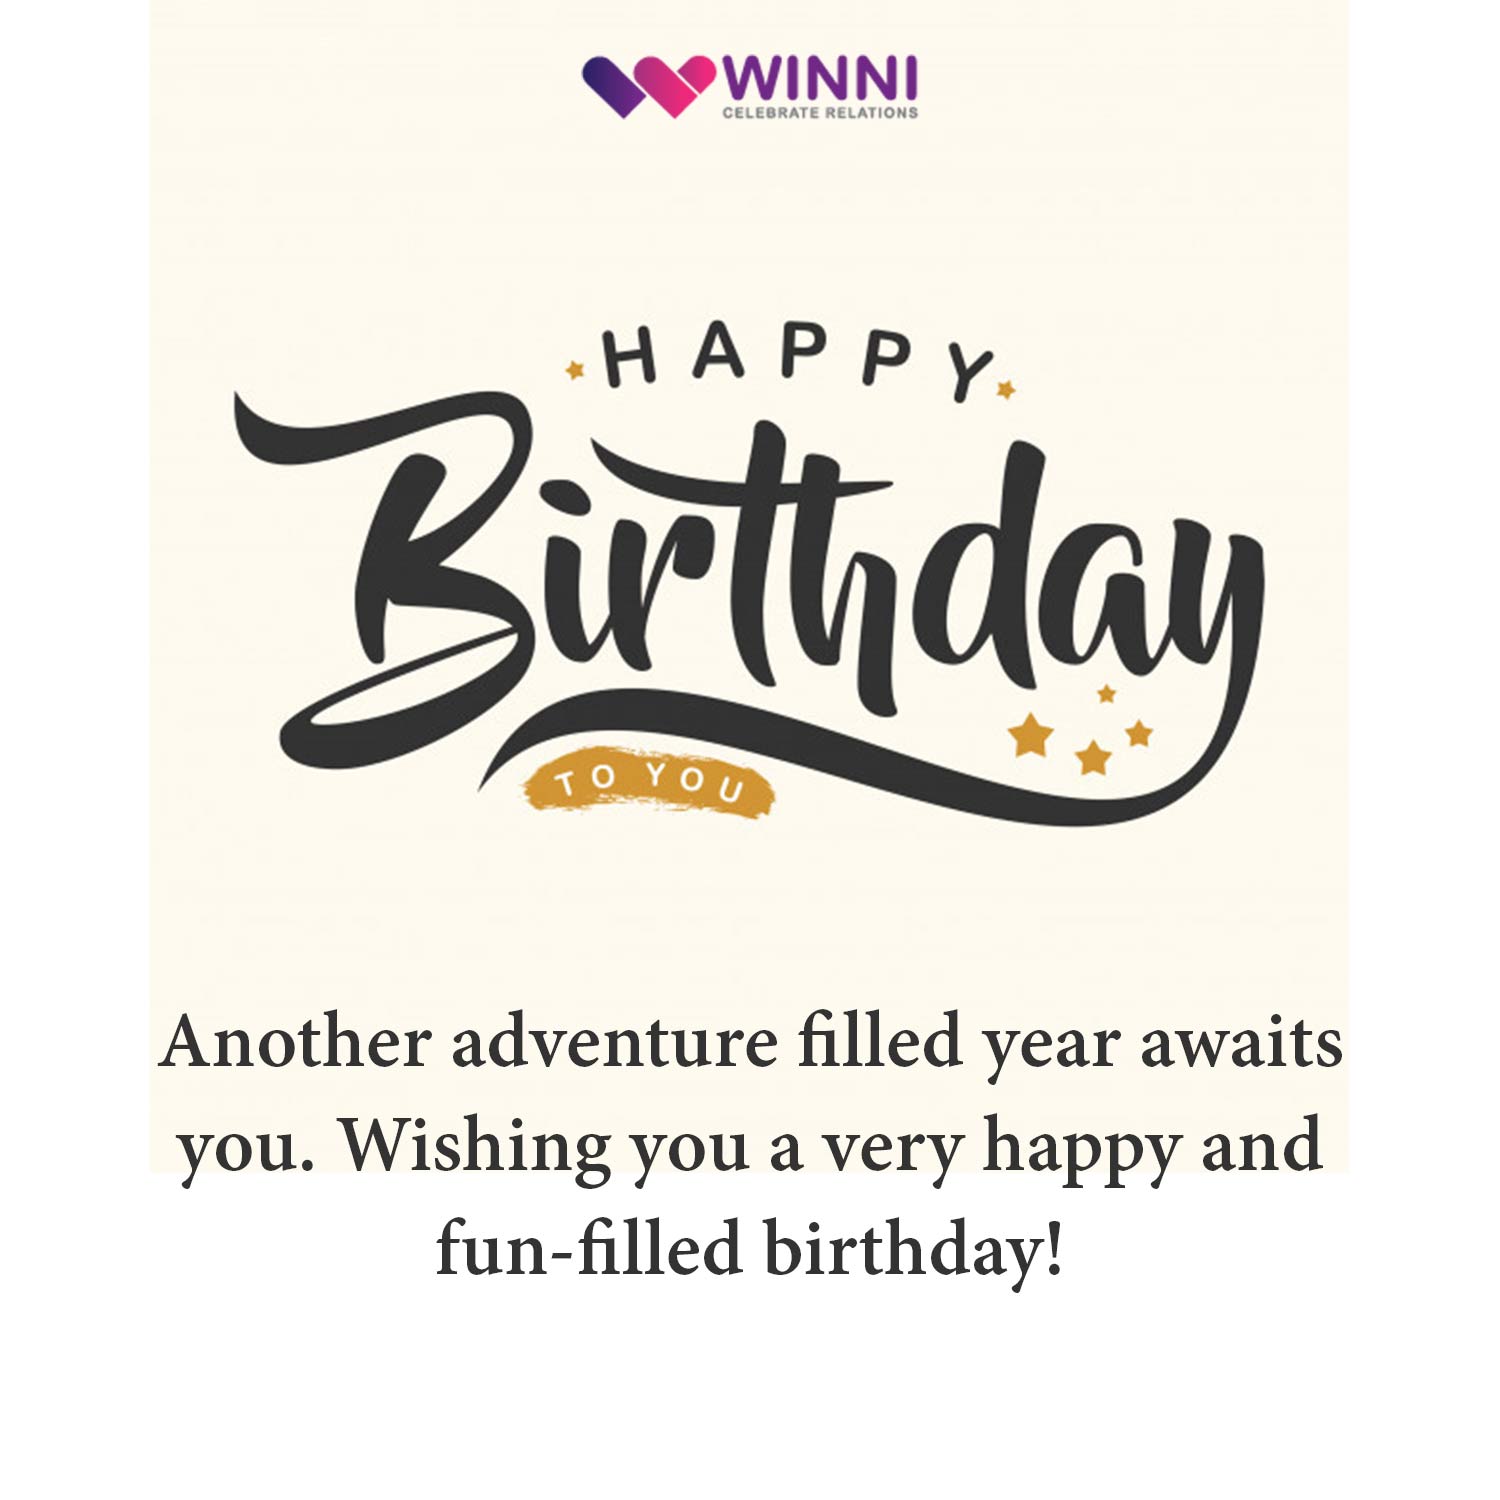 WINNI
CELEBRATE RELATIONS
HAPPY
Birthday
TO YOU
Another adventure filled year awaits
you. Wishing you a very happy and
fun-filled birthday!